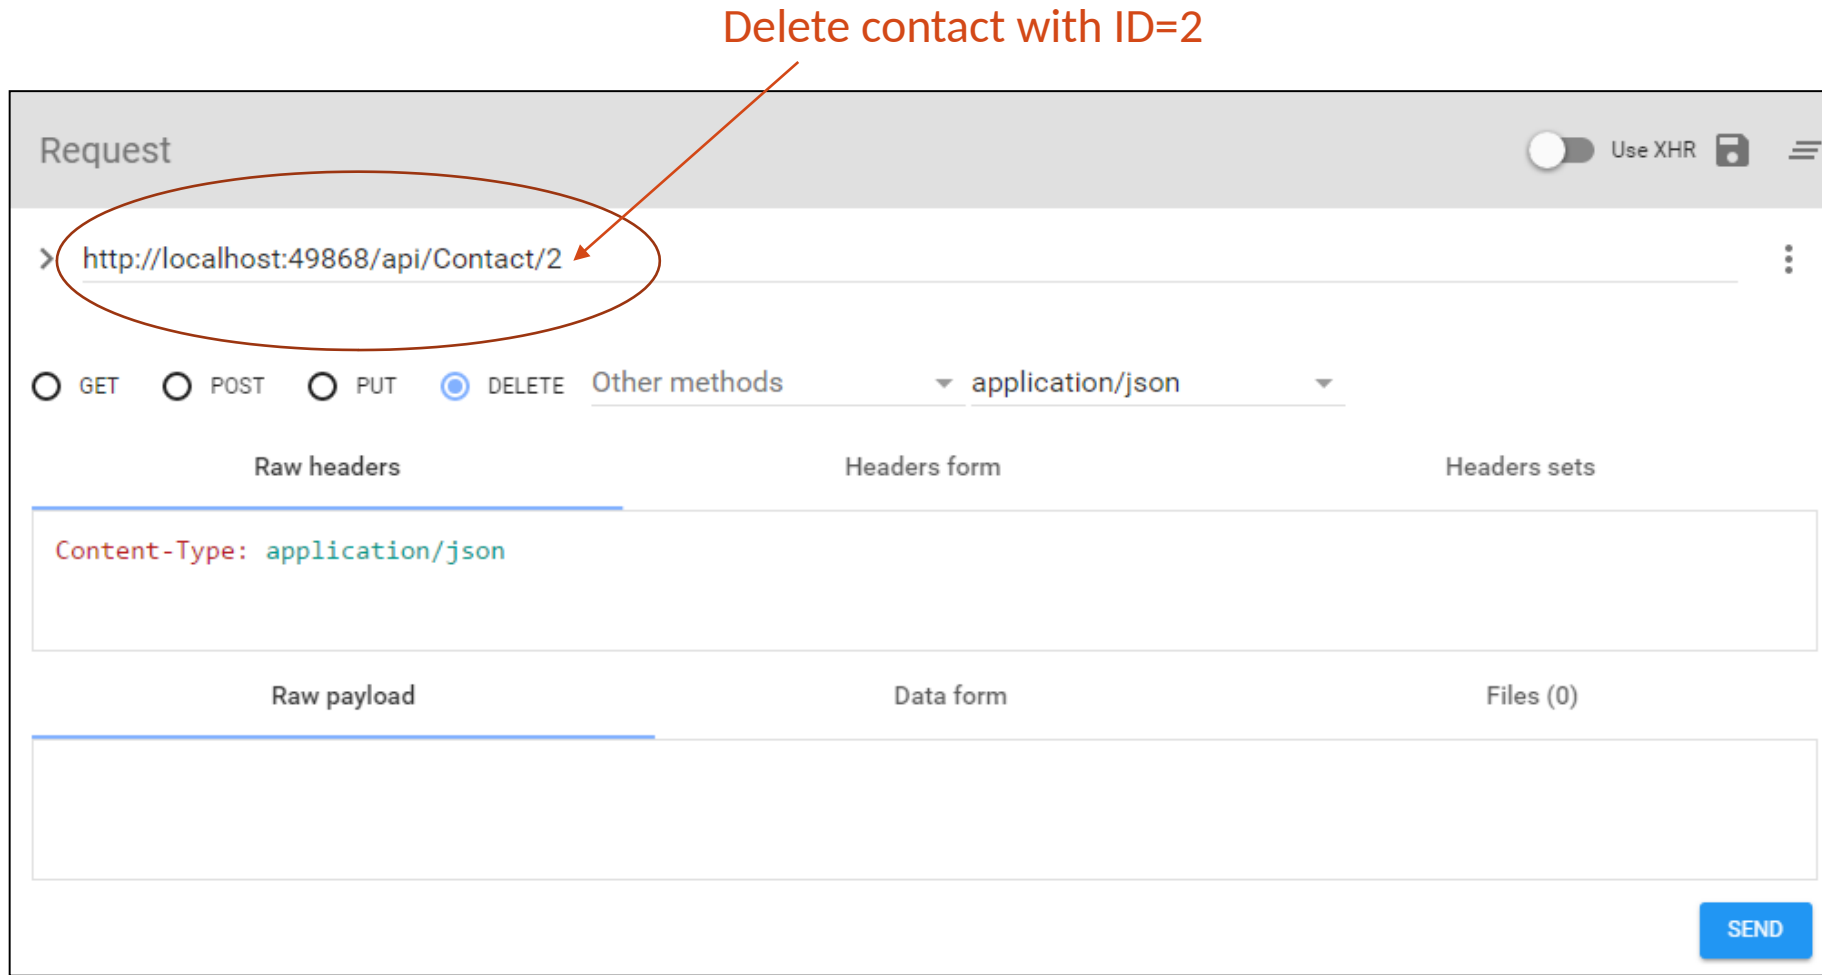 Delete contact with ID=2
Request
Use XHR
http://localhost:49868/api/Contact/2
GET POST PUT DELETE Other methods application/json
Raw headers Headers form Headers sets
Content-Type: application/json
Raw payload Data form Files (0)
SEND